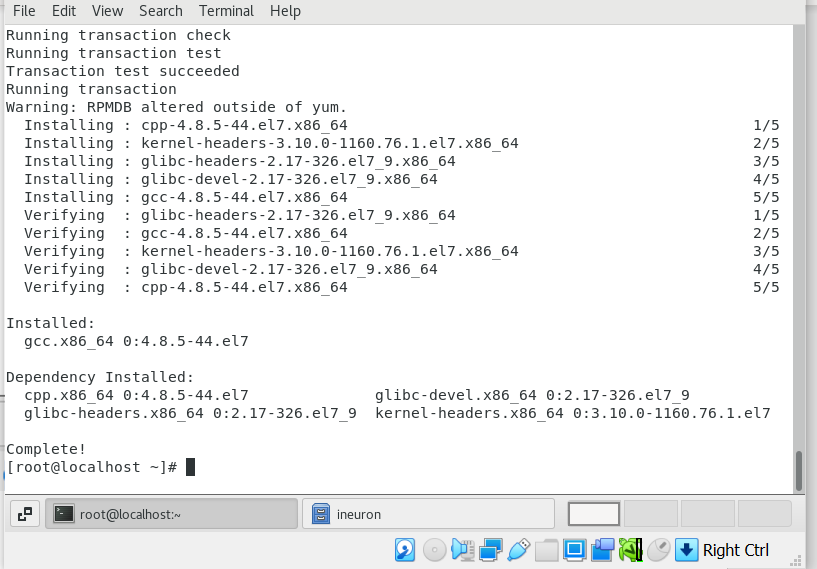 File Edit View Search Terminal Help
Running transaction check
Running transaction test
Transaction test succeeded
Running transaction
Warning: RPMDB altered outside of yum.
  Installing : cpp-4.8.5-44.el7.x86_64 1/5
  Installing : kernel-headers-3.10.0-1160.76.1.el7.x86_64 2/5
  Installing : glibc-headers-2.17-326.el7_9.x86_64 3/5
  Installing : glibc-devel-2.17-326.el7_9.x86_64 4/5
  Installing : gcc-4.8.5-44.el7.x86_64 5/5
  Verifying  : glibc-headers-2.17-326.el7_9.x86_64 1/5
  Verifying  : gcc-4.8.5-44.el7.x86_64 2/5
  Verifying  : kernel-headers-3.10.0-1160.76.1.el7.x86_64 3/5
  Verifying  : glibc-devel-2.17-326.el7_9.x86_64 4/5
  Verifying  : cpp-4.8.5-44.el7.x86_64 5/5
Installed:
  gcc.x86_64 0:4.8.5-44.el7
Dependency Installed:
  cpp.x86_64 0:4.8.5-44.el7 glibc-devel.x86_64 0:2.17-326.el7_9
  glibc-headers.x86_64 0:2.17-326.el7_9 kernel-headers.x86_64 0:3.10.0-1160.76.1.el7
Complete!
[root@localhost ~]#
root@localhost:~ ineuron
Right Ctrl